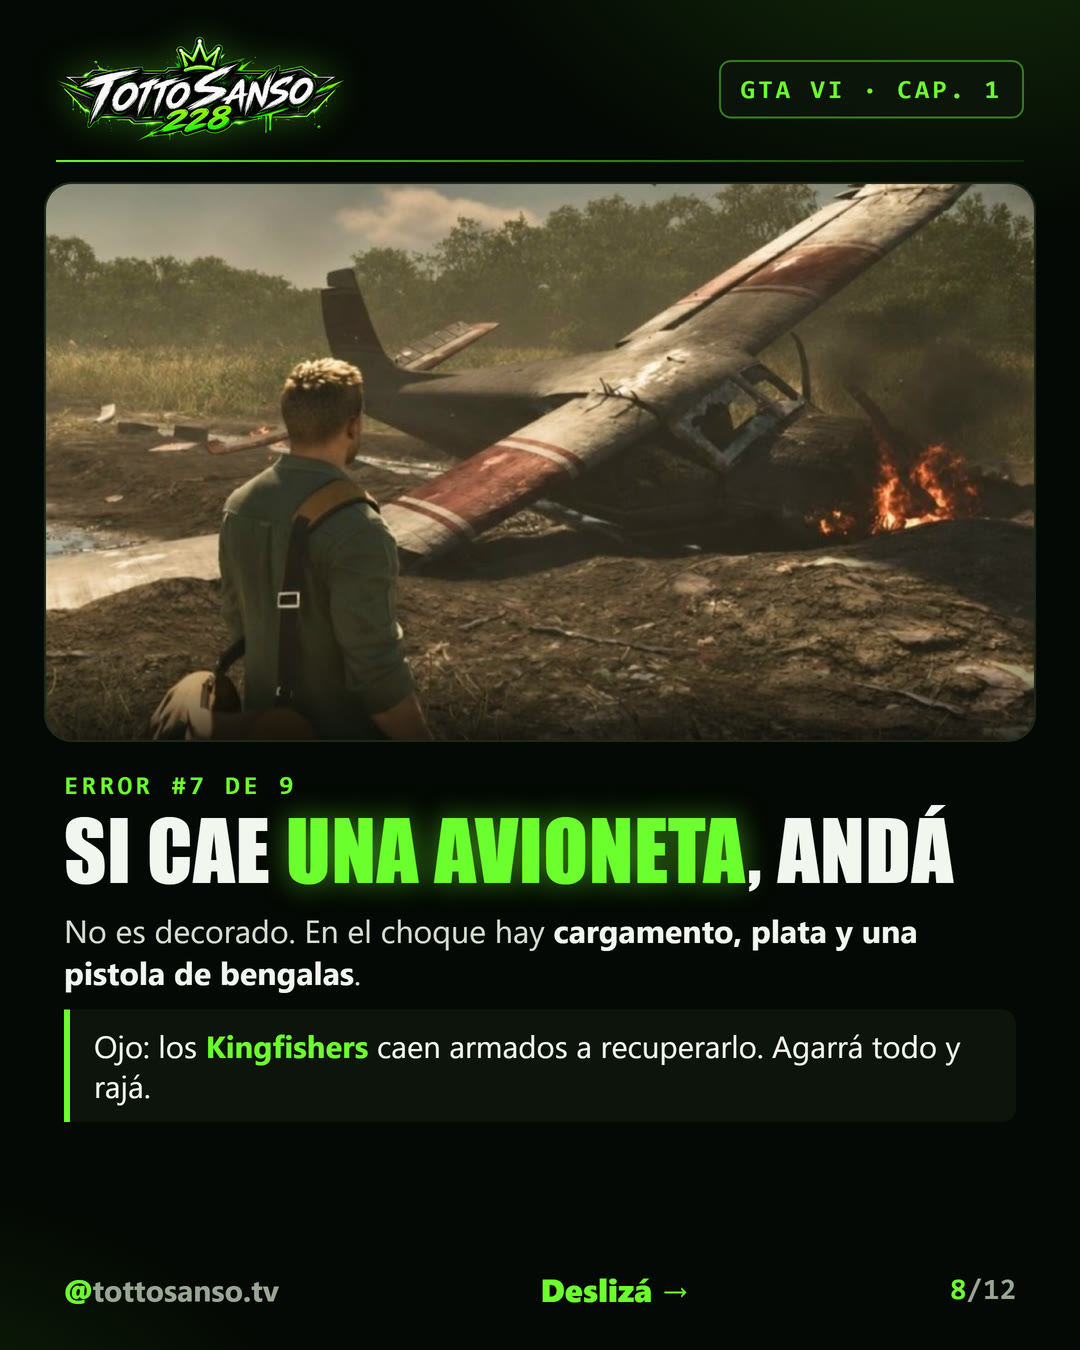 TOTTOSANSO
228
GTA VI · CAP. 1
ERROR #7 DE 9
SI CAE UNA AVIONETA, ANDÁ
No es decorado. En el choque hay cargamento, plata y una
pistola de bengalas.
Ojo: los Kingfishers caen armados a recuperarlo. Agarrá todo y
rajá.
@tottosanso.tv
Deslizá →
8/12